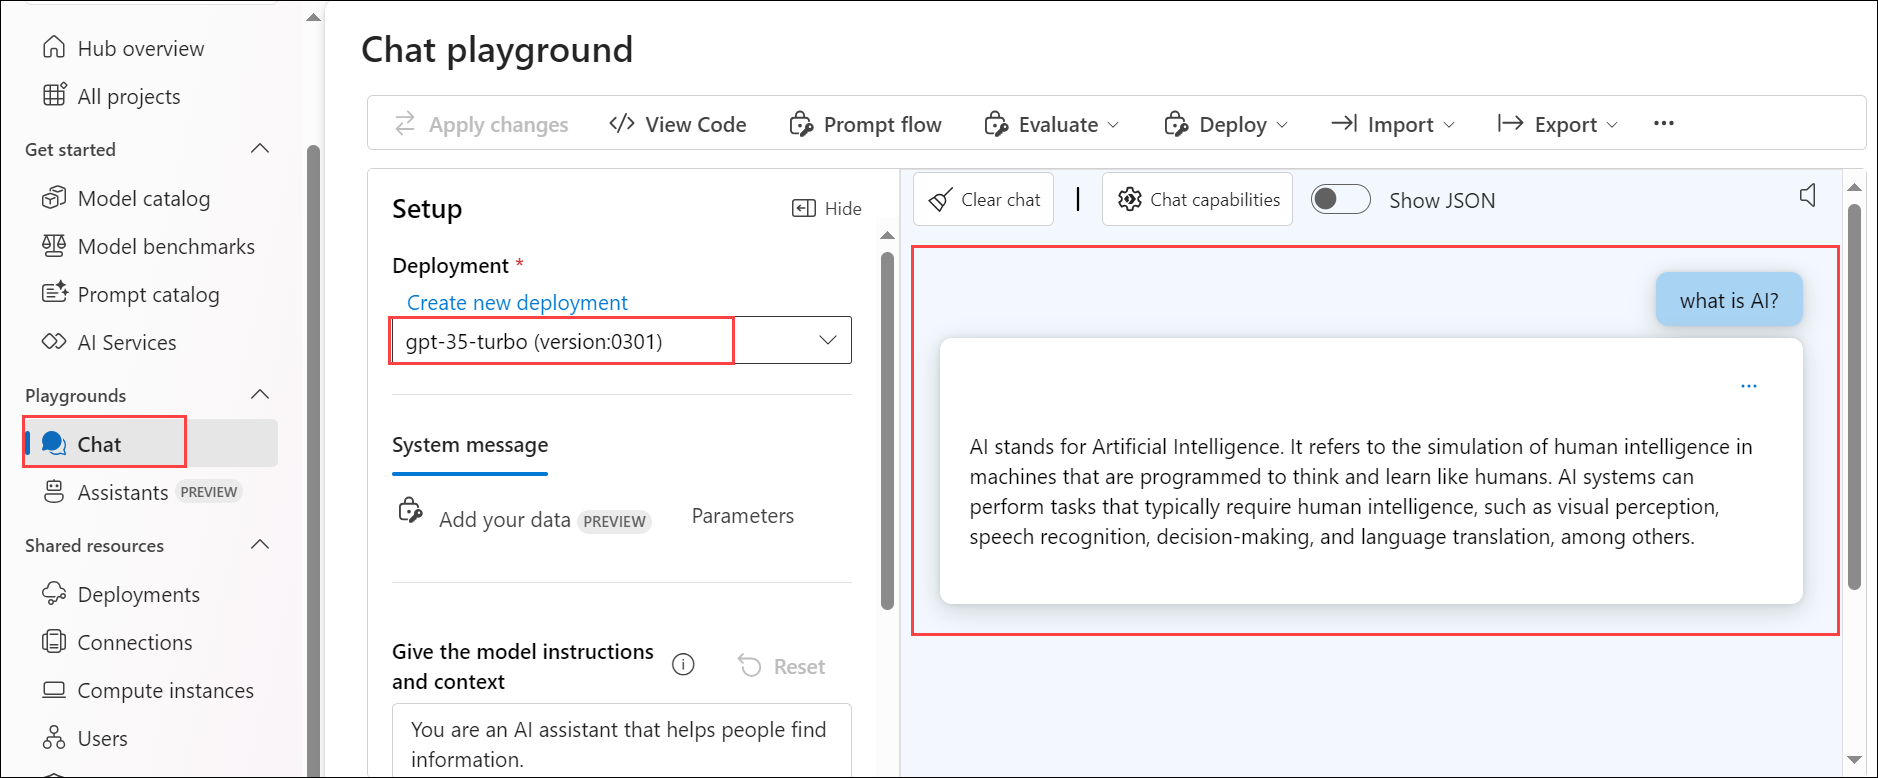 Hub overview
All projects
Get started
Model catalog
Model benchmarks
Prompt catalog
AI Services
Playgrounds
Chat
Assistants PREVIEW
Shared resources
Deployments
Connections
Compute instances
Users
Chat playground
Apply changes
View Code
Prompt flow
Evaluate
Deploy
Import
Export
Setup
Hide
Deployment *
Create new deployment
gpt-35-turbo (version:0301)
System message
Add your data PREVIEW
Parameters
Give the model instructions
and context
Reset
You are an AI assistant that helps people find
information.
Clear chat
Chat capabilities
Show JSON
what is AI?
AI stands for Artificial Intelligence. It refers to the simulation of human intelligence in
machines that are programmed to think and learn like humans. AI systems can
perform tasks that typically require human intelligence, such as visual perception,
speech recognition, decision-making, and language translation, among others.